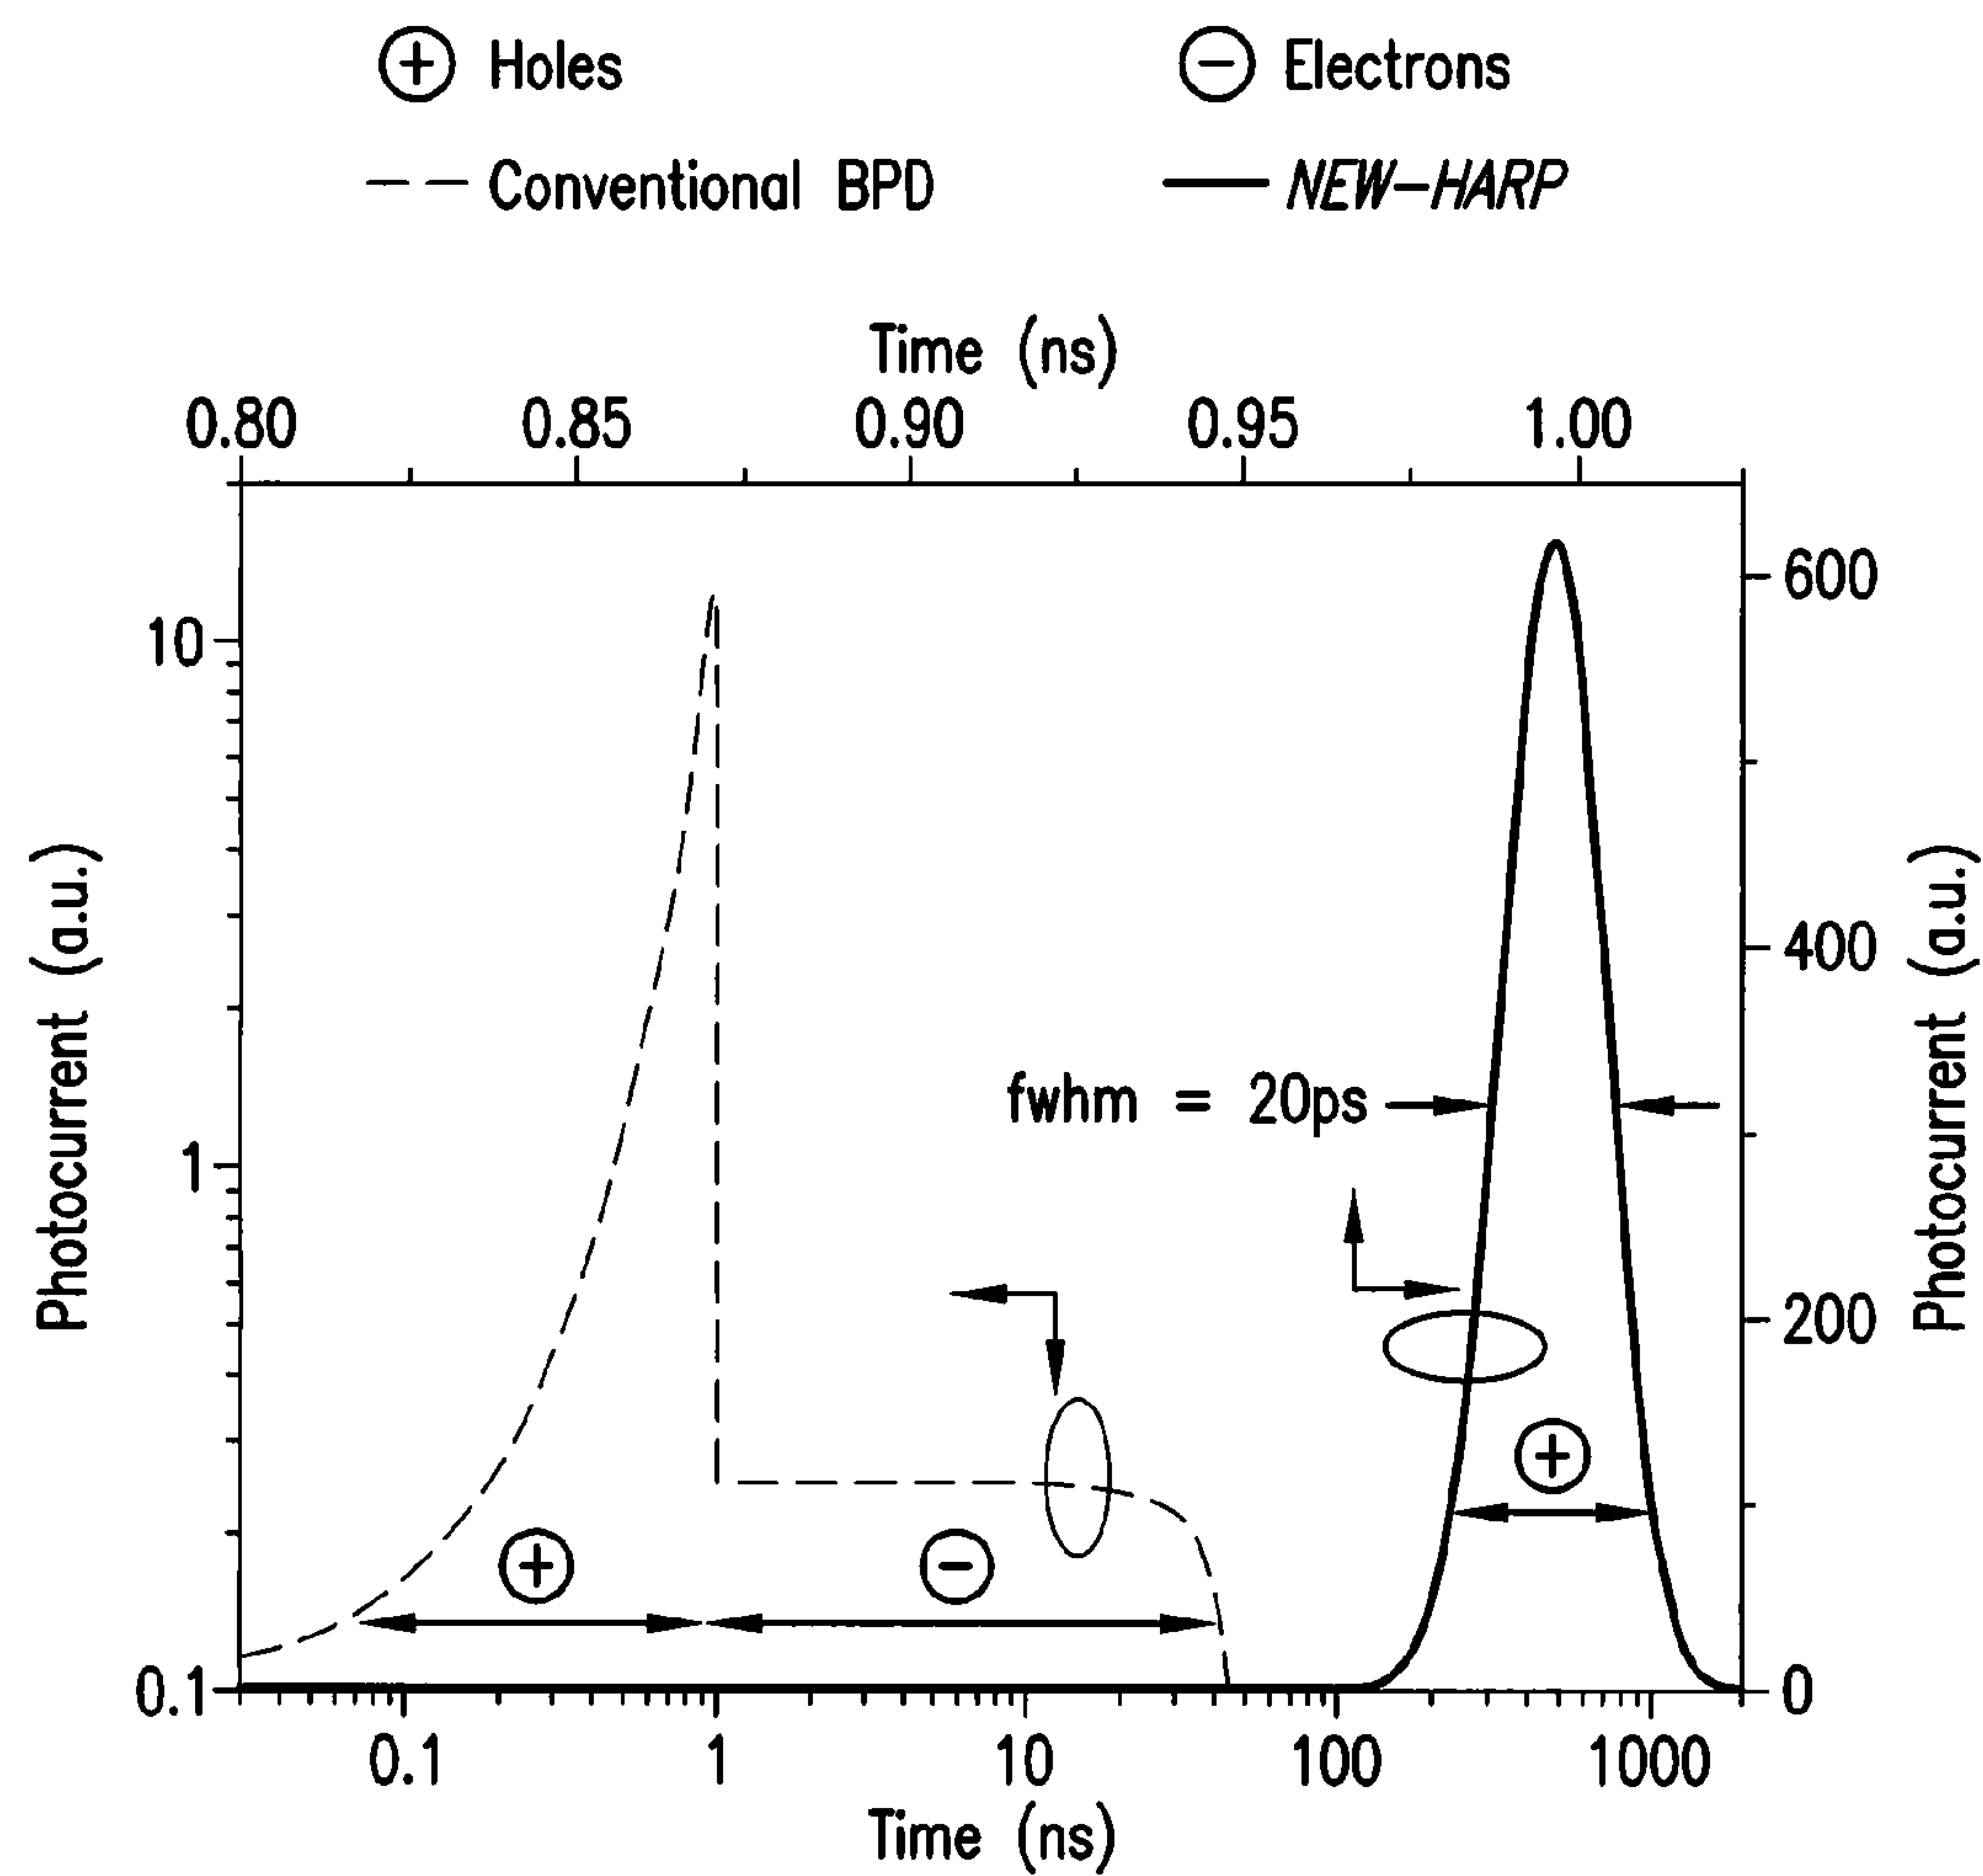 + Holes − Electrons
Conventional BPD NEW-HARP
Time (ns)
0.80 0.85 0.90 0.95 1.00
Photocurrent (a.u.)
10
1
0.1
600
400
200
0
Photocurrent (a.u.)
fwhm = 20ps
+
+
−
0.1 1 10 100 1000
Time (ns)